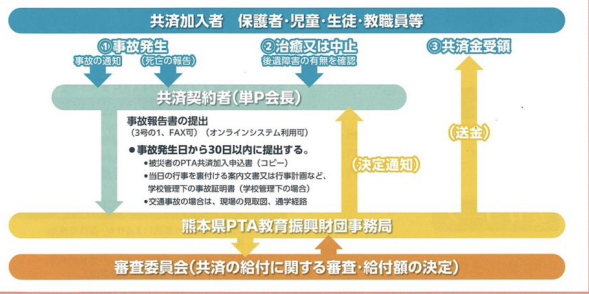 共済加入者　保護者・児童・生徒・教職員等
①事故発生
事故の通知
(死亡の報告)
②治癒又は中止
後遺障害の有無を確認
③共済金受領
共済契約者(単P会長)
事故報告書の提出
(3号の1、FAX可)(オンラインシステム利用可)
●事故発生日から30日以内に提出する。
●被災者のPTA共済加入申込書(コピー)
●当日の行事を裏付ける案内文書又は行事計画など、
学校管理下の事故証明書(学校管理下の場合)
●交通事故の場合は、現場の見取図、通学経路
(決定通知)
(送金)
熊本県PTA教育振興財団事務局
審査委員会(共済の給付に関する審査・給付額の決定)